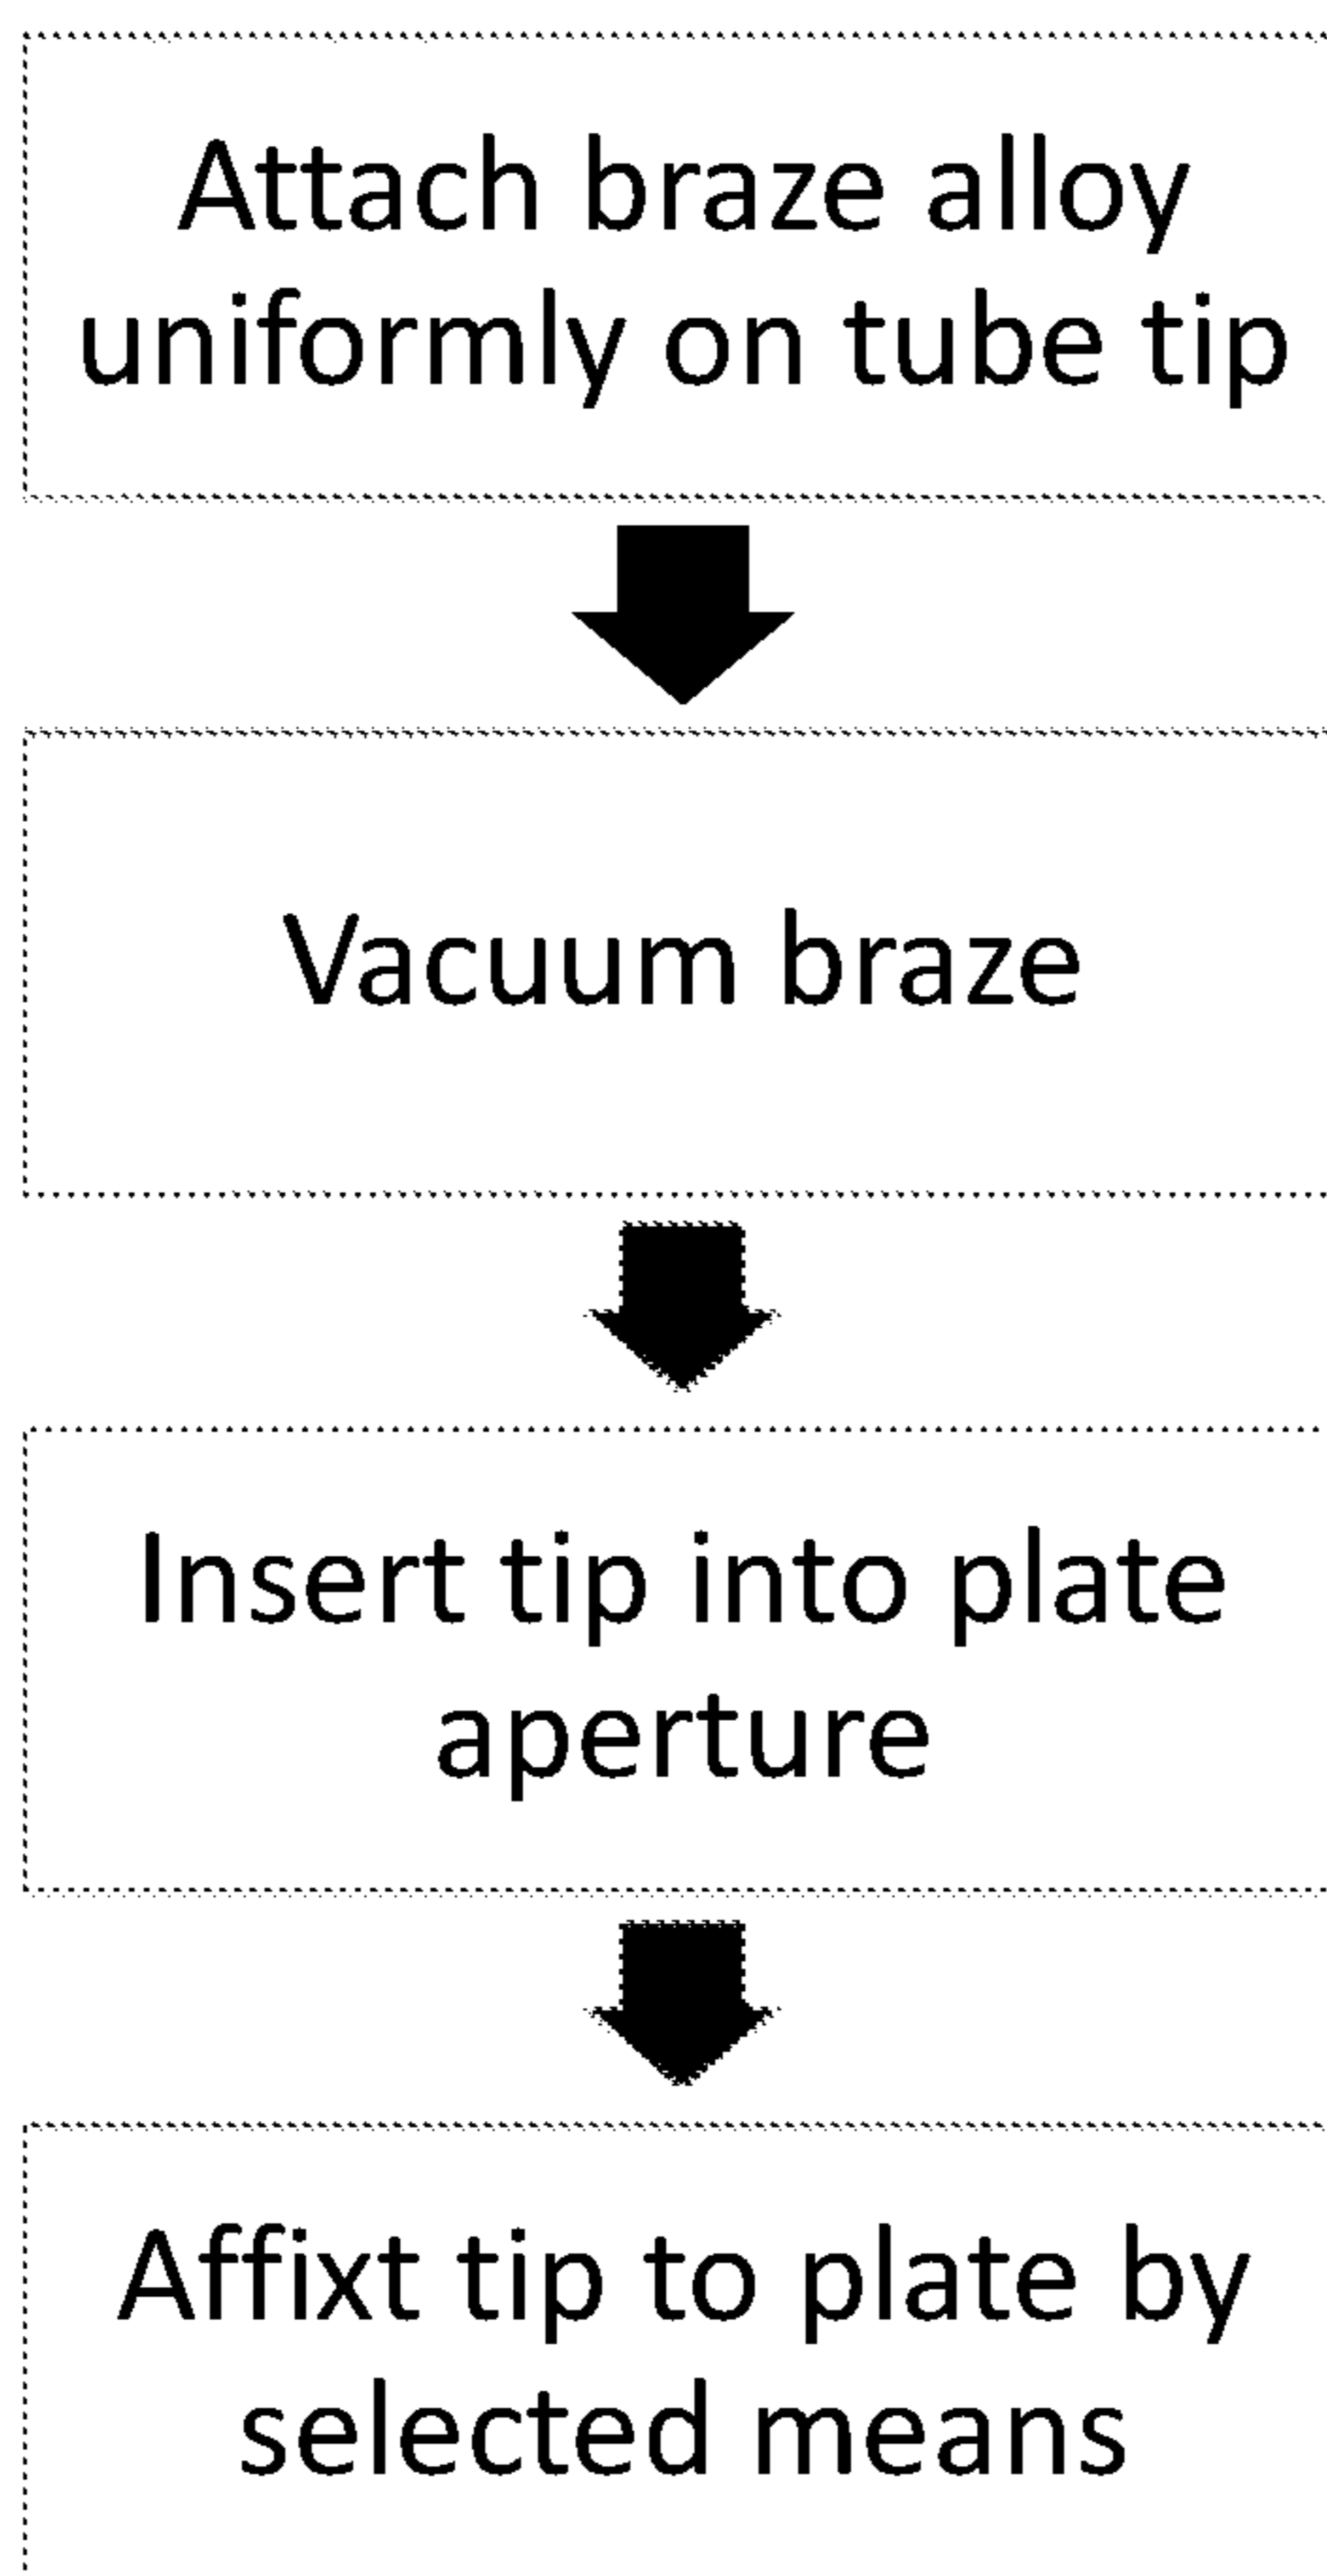 Attach braze alloy
uniformly on tube tip
Vacuum braze
Insert tip into plate
aperture
Affixt tip to plate by
selected means